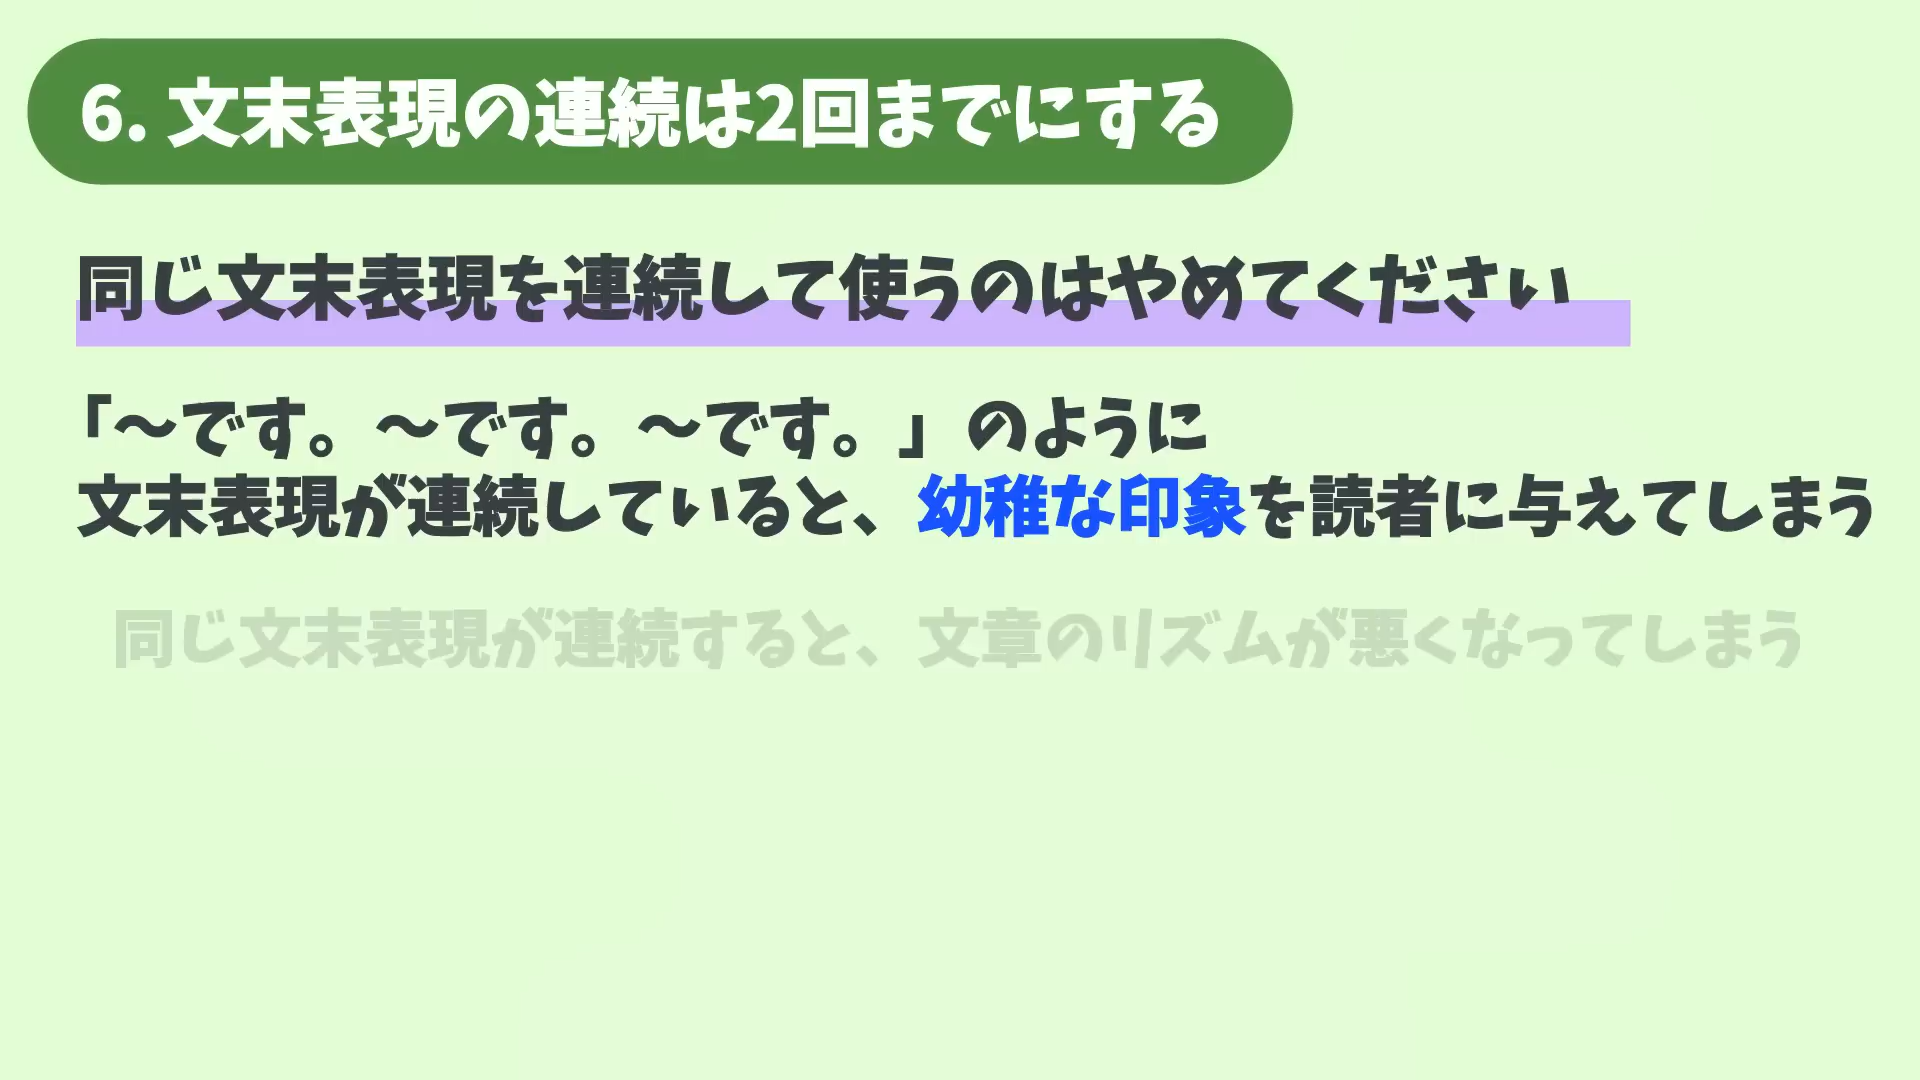 6. 文末表現の連続は2回までにする
同じ文末表現を連続して使うのはやめてください
「〜です。〜です。〜です。」のように
文末表現が連続していると、幼稚な印象を読者に与えてしまう
同じ文末表現が連続すると、文章のリズムが悪くなってしまう